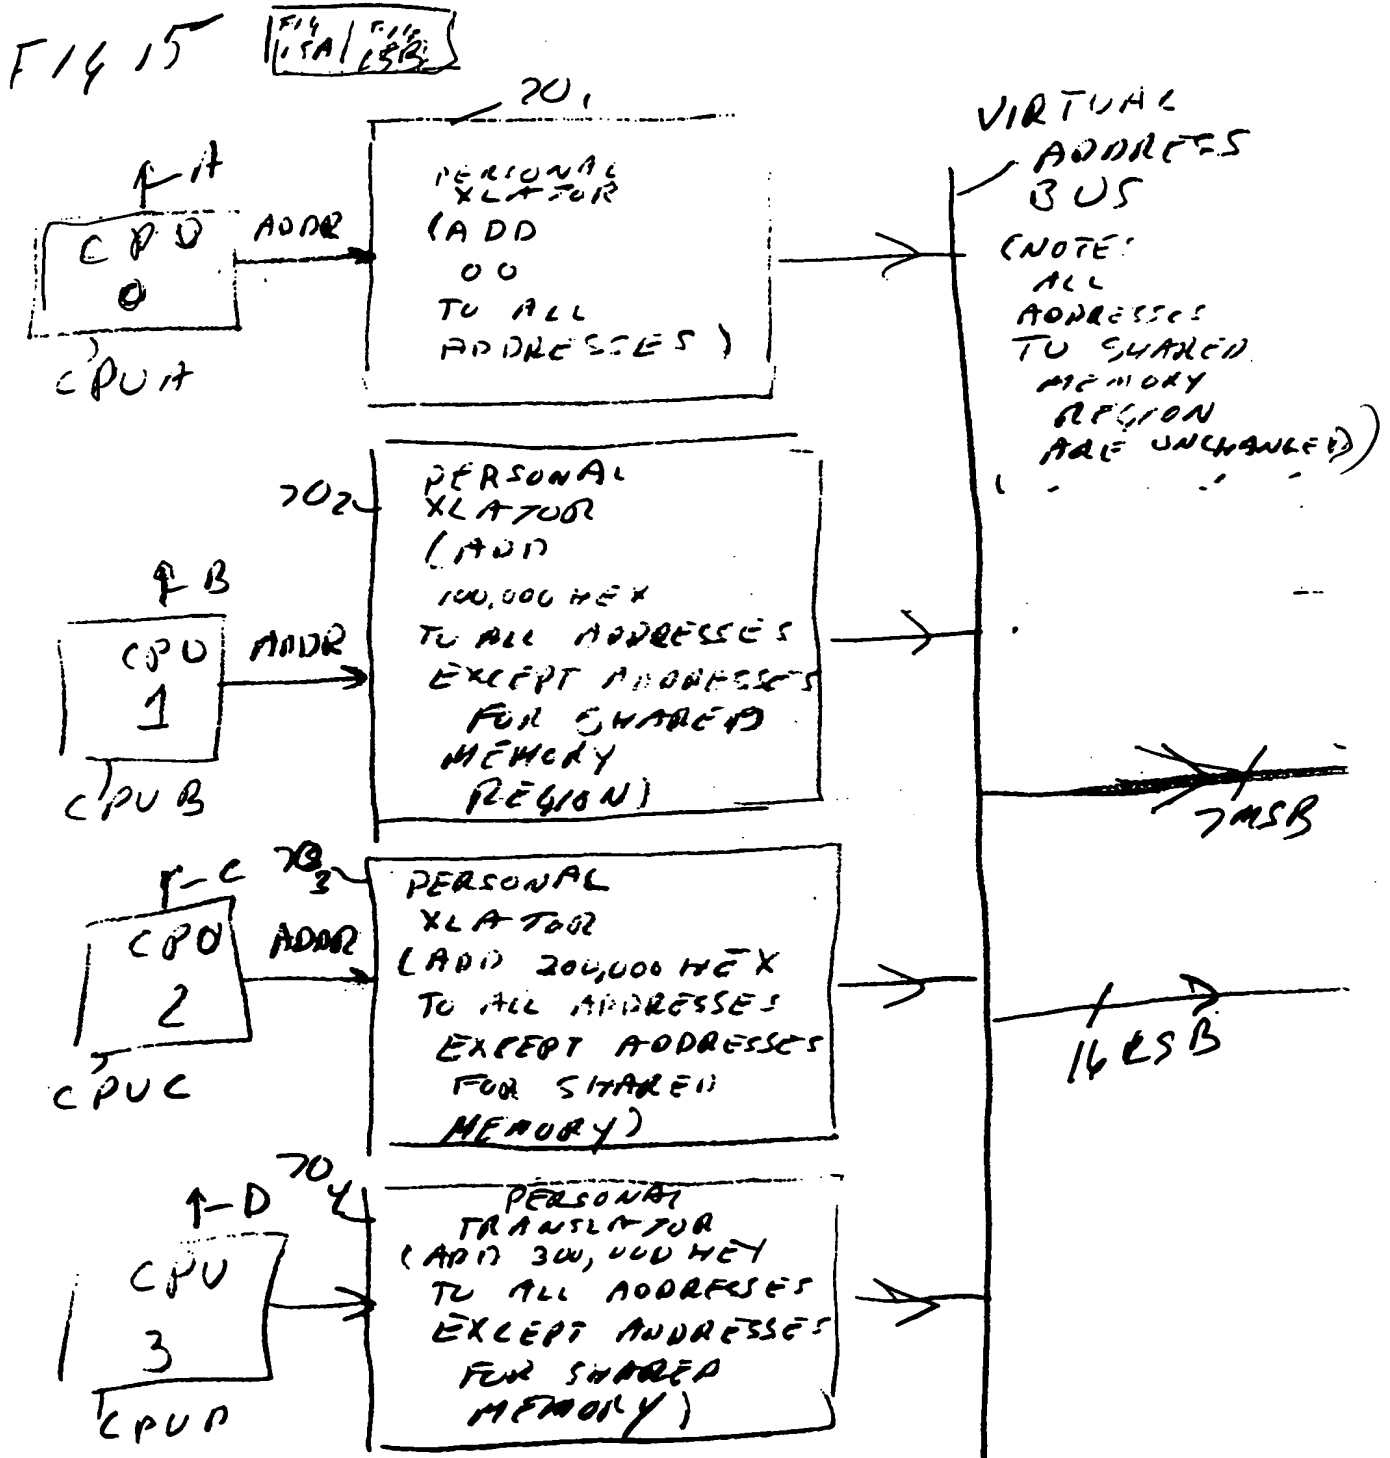 FIG 15
FIG 15A FIG 15B
70₁
A
CPU
0
CPU A
ADDR
PERSONAL
XLATOR
(ADD
00
TO ALL
ADDRESSES)
VIRTUAL
ADDRESS
BUS
(NOTE:
ALL
ADDRESSES
TO SHARED
MEMORY
REGION
ARE UNCHANGED)
70₂
B
CPU
1
CPU B
ADDR
PERSONAL
XLATOR
(ADD
100,000 HEX
TO ALL ADDRESSES
EXCEPT ADDRESSES
FOR SHARED
MEMORY
REGION)
7 MSB
70₃
C
CPU
2
CPU C
ADDR
PERSONAL
XLATOR
(ADD 200,000 HEX
TO ALL ADDRESSES
EXCEPT ADDRESSES
FOR SHARED
MEMORY)
16 LSB
70₄
D
CPU
3
CPU D
PERSONAL
TRANSLATOR
(ADD 300,000 HEX
TO ALL ADDRESSES
EXCEPT ADDRESSES
FOR SHARED
MEMORY)